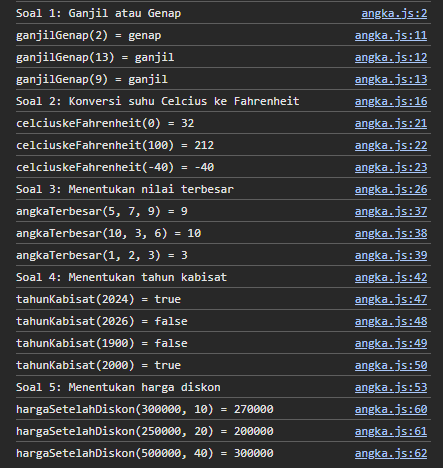 Soal 1: Ganjil atau Genap angka.js:2
ganjilGenap(2) = genap angka.js:11
ganjilGenap(13) = ganjil angka.js:12
ganjilGenap(9) = ganjil angka.js:13
Soal 2: Konversi suhu Celcius ke Fahrenheit angka.js:16
celciuskeFahrenheit(0) = 32 angka.js:21
celciuskeFahrenheit(100) = 212 angka.js:22
celciuskeFahrenheit(-40) = -40 angka.js:23
Soal 3: Menentukan nilai terbesar angka.js:26
angkaTerbesar(5, 7, 9) = 9 angka.js:37
angkaTerbesar(10, 3, 6) = 10 angka.js:38
angkaTerbesar(1, 2, 3) = 3 angka.js:39
Soal 4: Menentukan tahun kabisat angka.js:42
tahunKabisat(2024) = true angka.js:47
tahunKabisat(2026) = false angka.js:48
tahunKabisat(1900) = false angka.js:49
tahunKabisat(2000) = true angka.js:50
Soal 5: Menentukan harga diskon angka.js:53
hargaSetelahDiskon(300000, 10) = 270000 angka.js:60
hargaSetelahDiskon(250000, 20) = 200000 angka.js:61
hargaSetelahDiskon(500000, 40) = 300000 angka.js:62